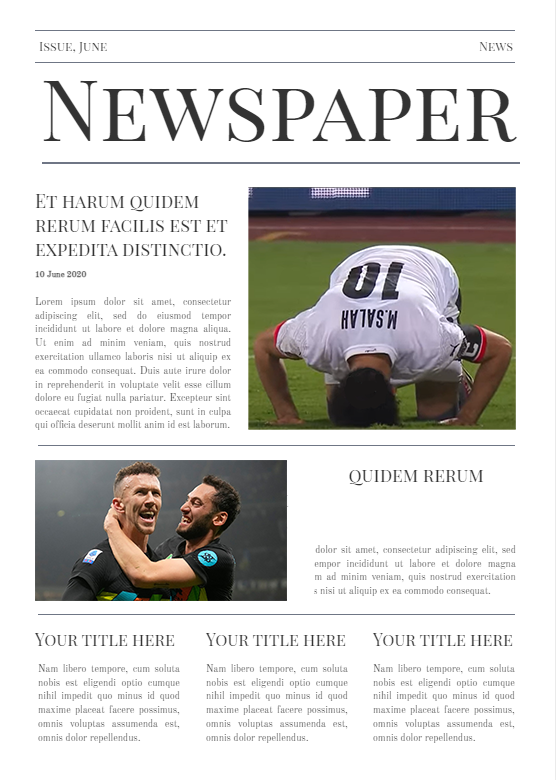 Issue, June
News
Newspaper
Et harum quidem
rerum facilis est et
expedita distinctio.
10 June 2020
Lorem ipsum dolor sit amet, consectetur
adipiscing elit, sed do eiusmod tempor
incididunt ut labore et dolore magna aliqua.
Ut enim ad minim veniam, quis nostrud
exercitation ullamco laboris nisi ut aliquip ex
ea commodo consequat. Duis aute irure dolor
in reprehenderit in voluptate velit esse cillum
dolore eu fugiat nulla pariatur. Excepteur sint
occaecat cupidatat non proident, sunt in culpa
qui officia deserunt mollit anim id est laborum.
10
M.SALAH
quidem rerum
dolor sit amet, consectetur adipiscing elit, sed
empor incididunt ut labore et dolore magna
m ad minim veniam, quis nostrud exercitation
s nisi ut aliquip ex ea commodo consequat.
Your title here
Nam libero tempore, cum soluta
nobis est eligendi optio cumque
nihil impedit quo minus id quod
maxime placeat facere possimus,
omnis voluptas assumenda est,
omnis dolor repellendus.
Your title here
Nam libero tempore, cum soluta
nobis est eligendi optio cumque
nihil impedit quo minus id quod
maxime placeat facere possimus,
omnis voluptas assumenda est,
omnis dolor repellendus.
Your title here
Nam libero tempore, cum soluta
nobis est eligendi optio cumque
nihil impedit quo minus id quod
maxime placeat facere possimus,
omnis voluptas assumenda est,
omnis dolor repellendus.